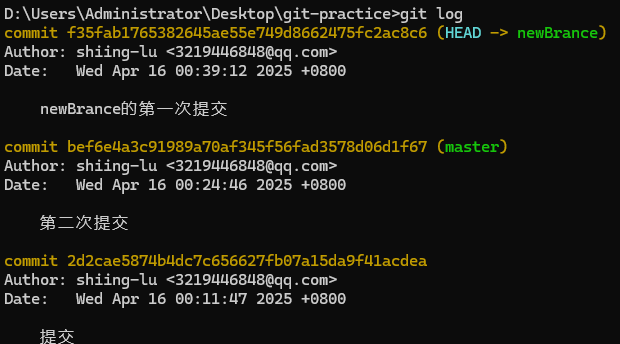 D:\Users\Administrator\Desktop\git-practice>git log
commit f35fab1765382645ae55e749d8662475fc2ac8c6 (HEAD -> newBrance)
Author: shiing-lu <3219446848@qq.com>
Date:   Wed Apr 16 00:39:12 2025 +0800
newBrance的第一次提交
commit bef6e4a3c91989a70af345f56fad3578d06d1f67 (master)
Author: shiing-lu <3219446848@qq.com>
Date:   Wed Apr 16 00:24:46 2025 +0800
第二次提交
commit 2d2cae5874b4dc7c656627fb07a15da9f41acdea
Author: shiing-lu <3219446848@qq.com>
Date:   Wed Apr 16 00:11:47 2025 +0800
提交